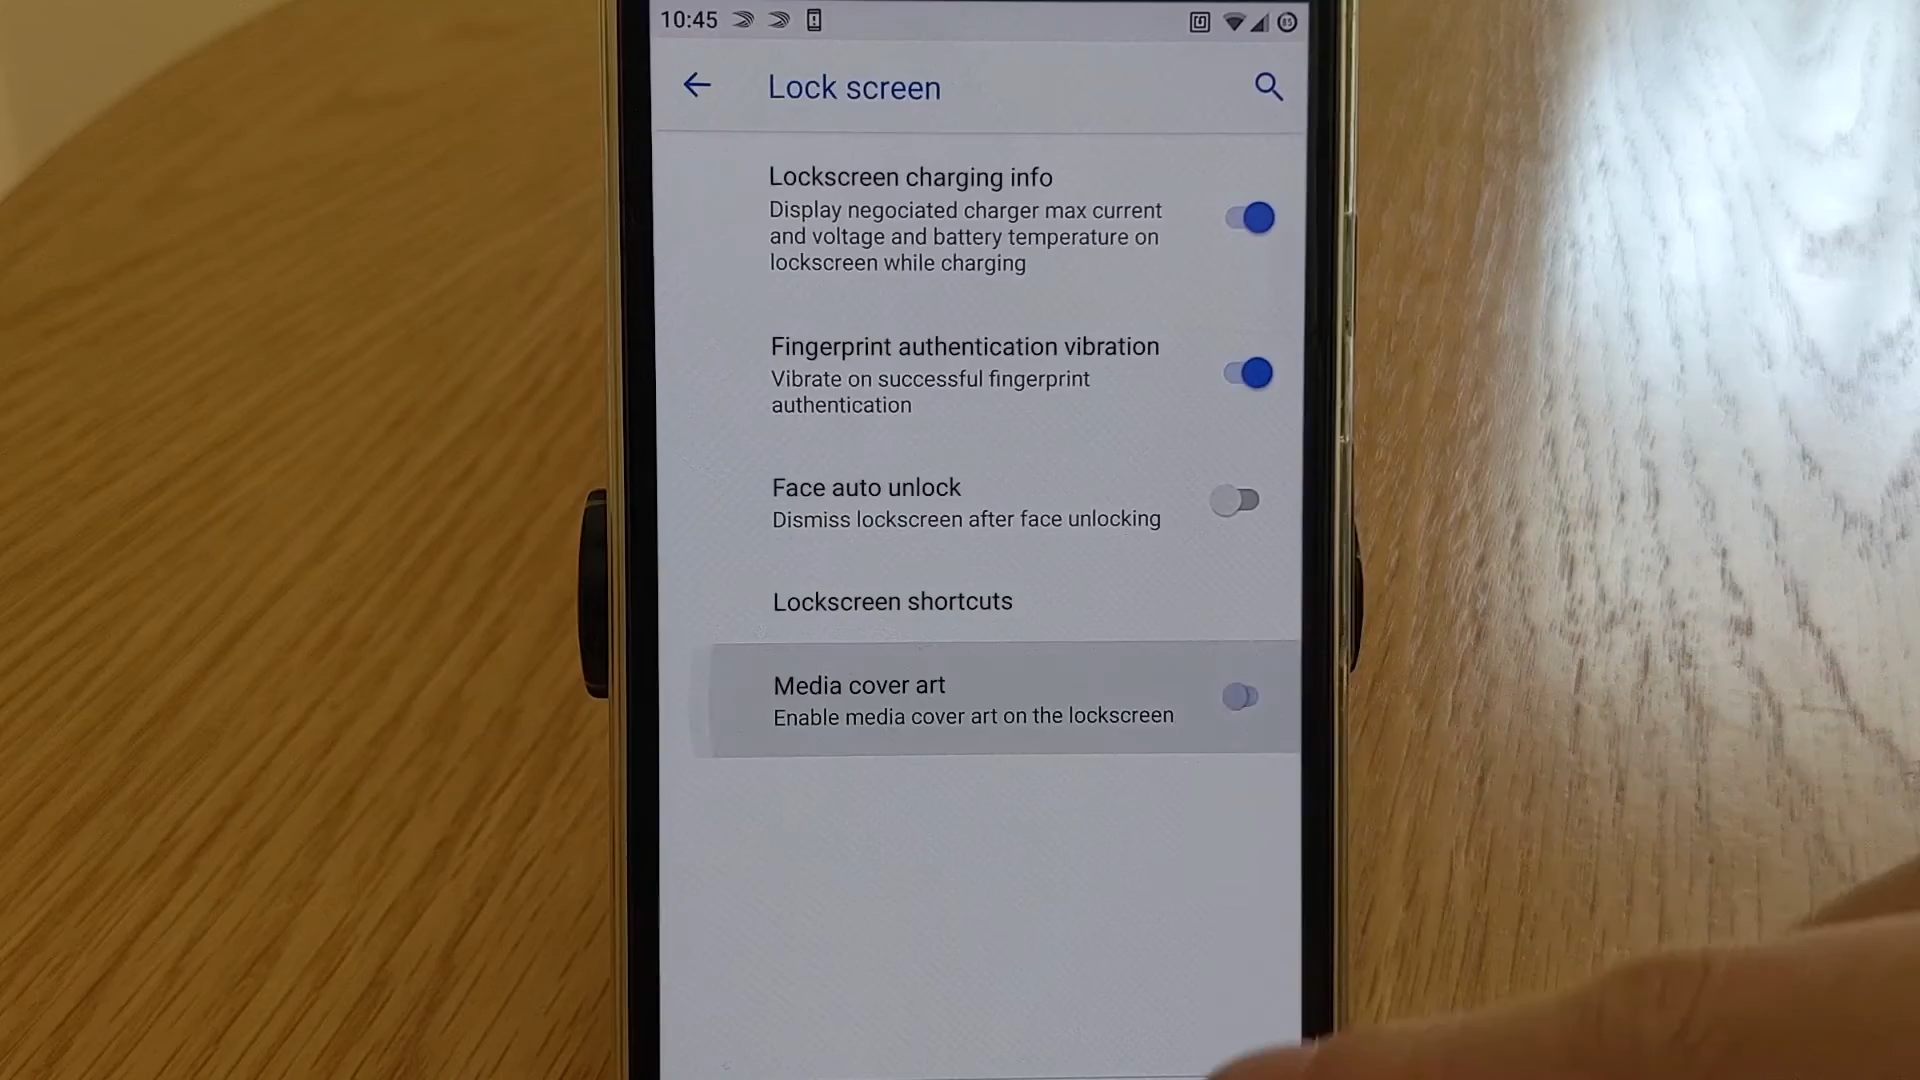 10:45
85
Lock screen
Lockscreen charging info
Display negociated charger max current
and voltage and battery temperature on
lockscreen while charging
Fingerprint authentication vibration
Vibrate on successful fingerprint
authentication
Face auto unlock
Dismiss lockscreen after face unlocking
Lockscreen shortcuts
Media cover art
Enable media cover art on the lockscreen